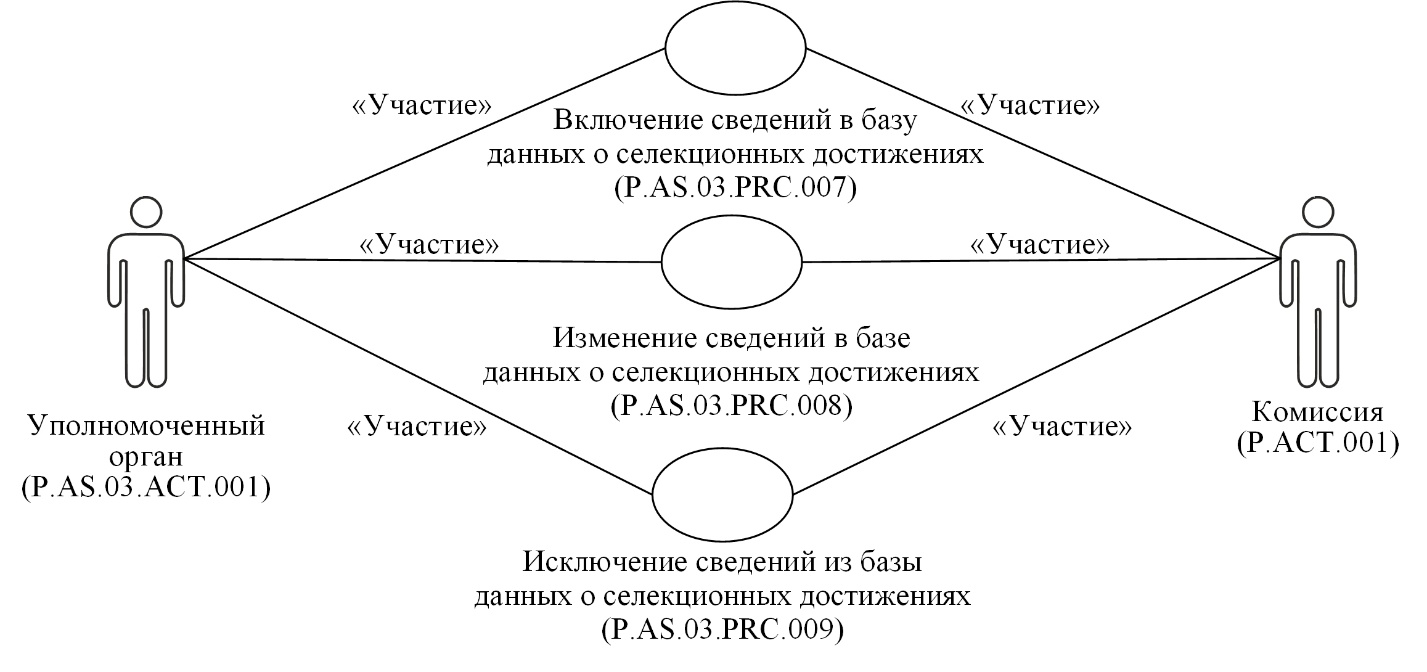 «Участие»
«Участие»
Включение сведений в базу
данных о селекционных достижениях
(P.AS.03.PRC.007)
«Участие»
«Участие»
Изменение сведений в базе
данных о селекционных достижениях
(P.AS.03.PRC.008)
Уполномоченный
орган
(P.AS.03.ACT.001)
«Участие»
«Участие»
Комиссия
(P.ACT.001)
Исключение сведений из базы
данных о селекционных достижениях
(P.AS.03.PRC.009)